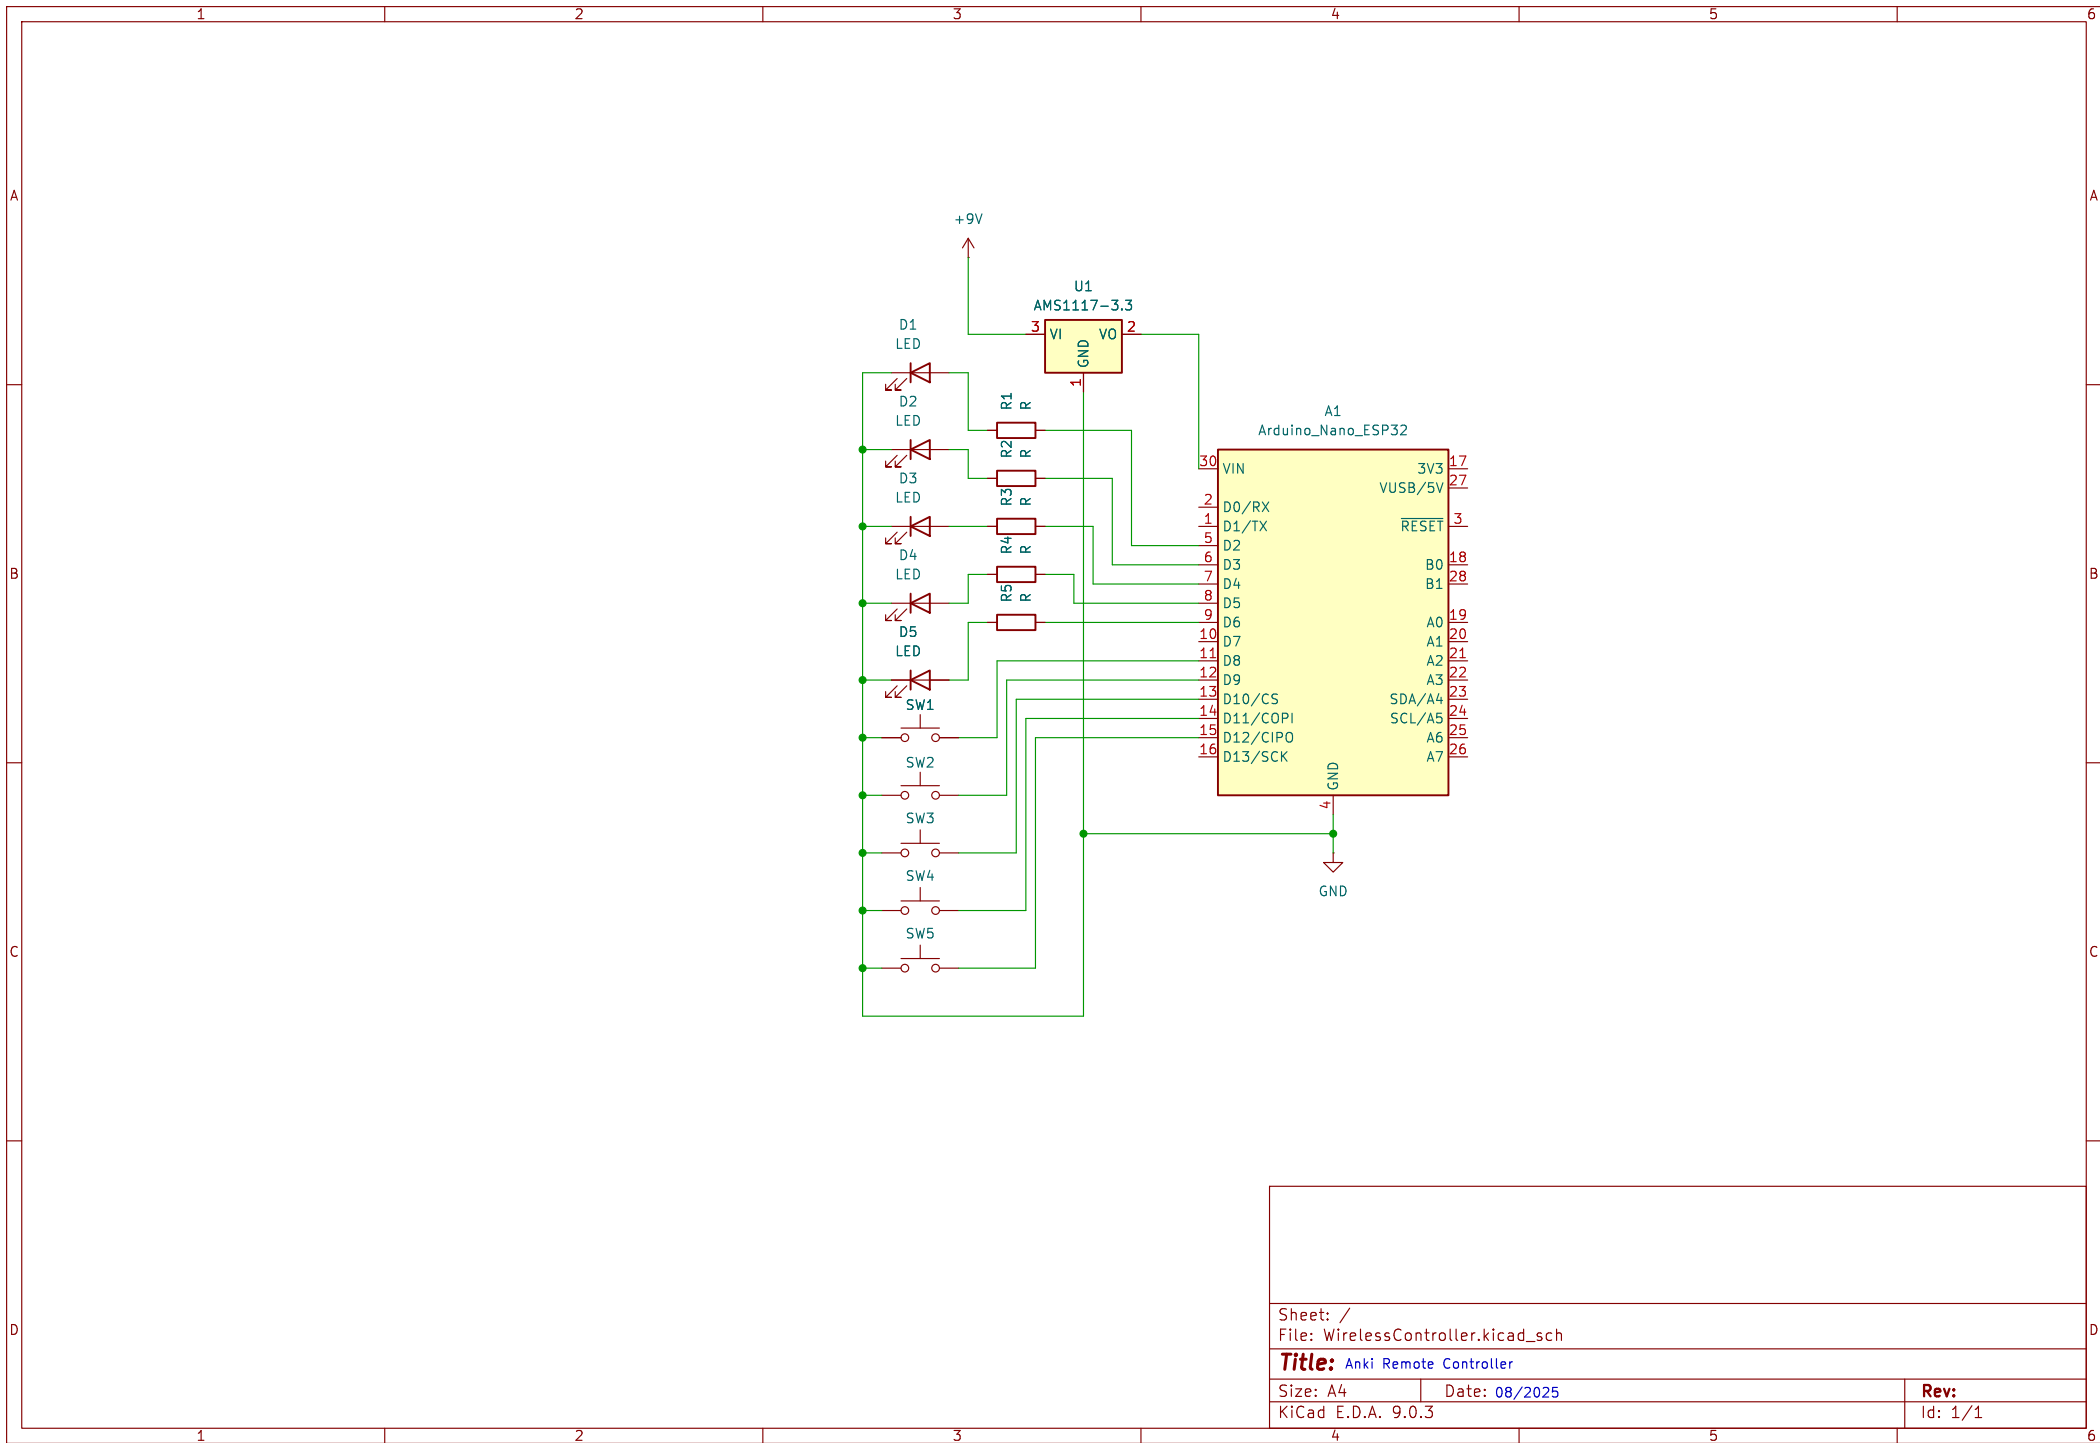 1 2 3 4 5 6
A A
+9V
U1
AMS1117-3.3
3 VI VO 2
GND
1
D1
LED
D2
LED
D3
LED
D4
LED
D5
LED
R1 R
R2 R
R3 R
R4 R
R5 R
A1
Arduino_Nano_ESP32
30 VIN 3V3 17
VUSB/5V 27
2 D0/RX
1 D1/TX RESET 3
5 D2
6 D3 B0 18
7 D4 B1 28
8 D5
9 D6 A0 19
10 D7 A1 20
11 D8 A2 21
12 D9 A3 22
13 D10/CS SDA/A4 23
14 D11/COPI SCL/A5 24
15 D12/CIPO A6 25
16 D13/SCK A7 26
GND
4
GND
B B
SW1
SW2
SW3
SW4
SW5
C C
D D
Sheet: /
File: WirelessController.kicad_sch
Title: Anki Remote Controller
Size: A4 Date: 08/2025 Rev:
KiCad E.D.A. 9.0.3 Id: 1/1
1 2 3 4 5 6